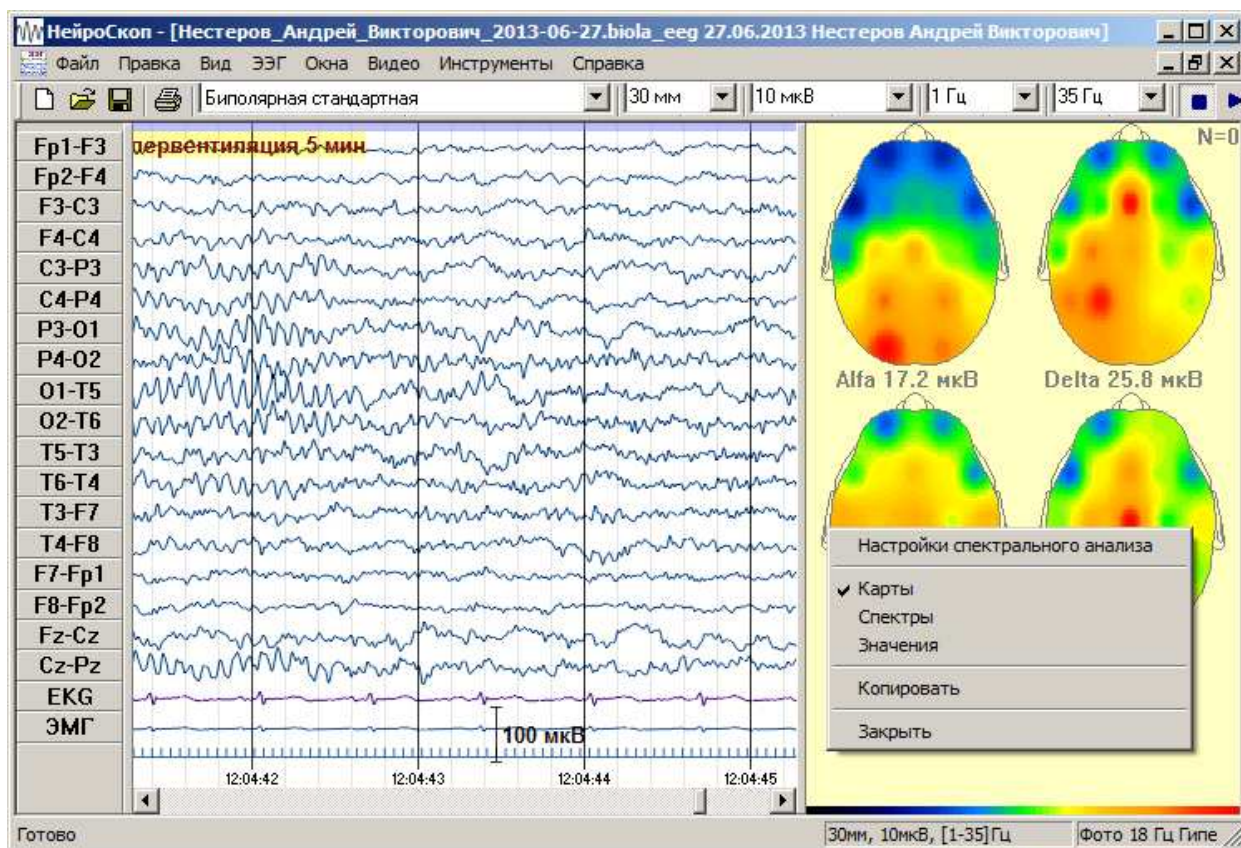 НейроСкоп - [Нестеров_Андрей_Викторович_2013-06-27.biola_eeg 27.06.2013 Нестеров Андрей Викторович]
Файл Правка Вид ЭЭГ Окна Видео Инструменты Справка
Биполярная стандартная 30 мм 10 мкВ 1 Гц 35 Гц
первентиляция 5 мин
N=0
Fp1-F3
Fp2-F4
F3-C3
F4-C4
C3-P3
C4-P4
P3-O1
P4-O2
O1-T5
O2-T6
T5-T3
T6-T4
T3-F7
T4-F8
F7-Fp1
F8-Fp2
Fz-Cz
Cz-Pz
EKG
ЭМГ
100 мкВ
12:04:42 12:04:43 12:04:44 12:04:45
Alfa 17.2 мкВ Delta 25.8 мкВ
Настройки спектрального анализа
Карты
Спектры
Значения
Копировать
Закрыть
Готово 30мм, 10мкВ, [1-35]Гц Фото 18 Гц Гипе